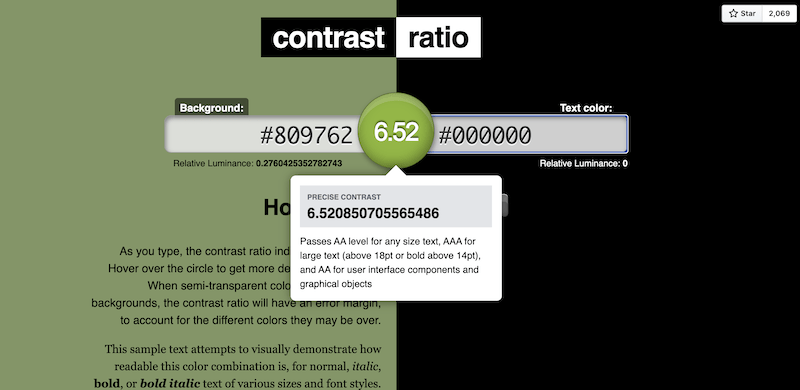 Star 2,069
contrast ratio
Background: Text color:
#809762 6.52 #000000
Relative Luminance: 0.2760425352782743 Relative Luminance: 0
PRECISE CONTRAST
6.520850705565486
Passes AA level for any size text, AAA for
large text (above 18pt or bold above 14pt),
and AA for user interface components and
graphical objects
Ho
As you type, the contrast ratio ind
Hover over the circle to get more de
When semi-transparent colo
backgrounds, the contrast ratio will have an error margin,
to account for the different colors they may be over.
This sample text attempts to visually demonstrate how
readable this color combination is, for normal, italic,
bold, or bold italic text of various sizes and font styles.